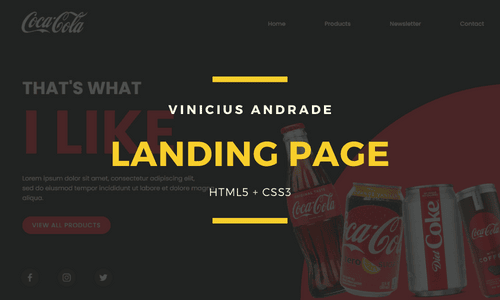 Coca-Cola
Home Products Newsletter Contact
THAT'S WHAT
I LIKE
VINICIUS ANDRADE
LANDING PAGE
HTML5 + CSS3
Lorem ipsum dolor sit amet, consectetur adipiscing elit,
sed do eiusmod tempor incididunt ut labore et dolore magna
aliqua.
VIEW ALL PRODUCTS
Coca-Cola
Coca-Cola
Diet Coke